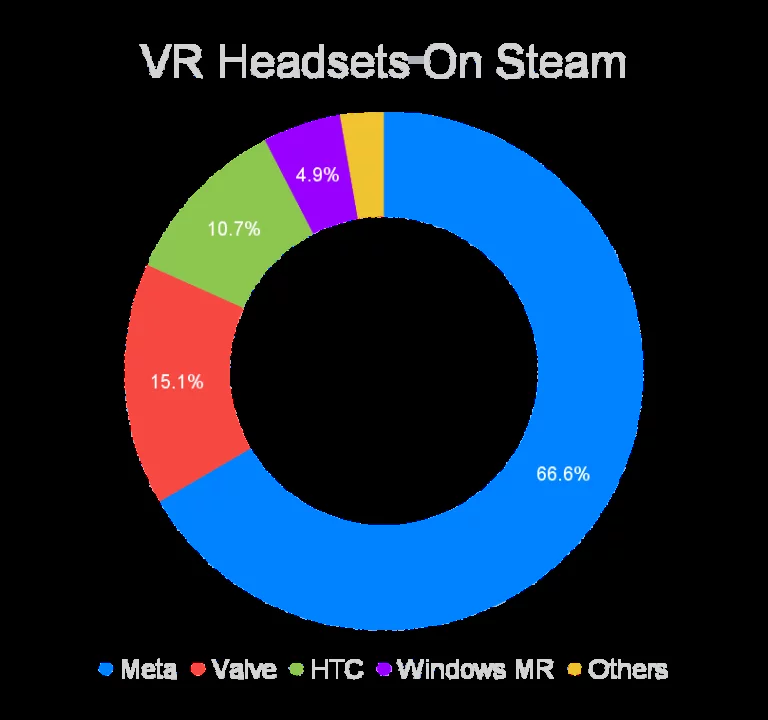 VR Headsets On Steam
4.9%
10.7%
15.1%
66.6%
Meta Valve HTC Windows MR Others